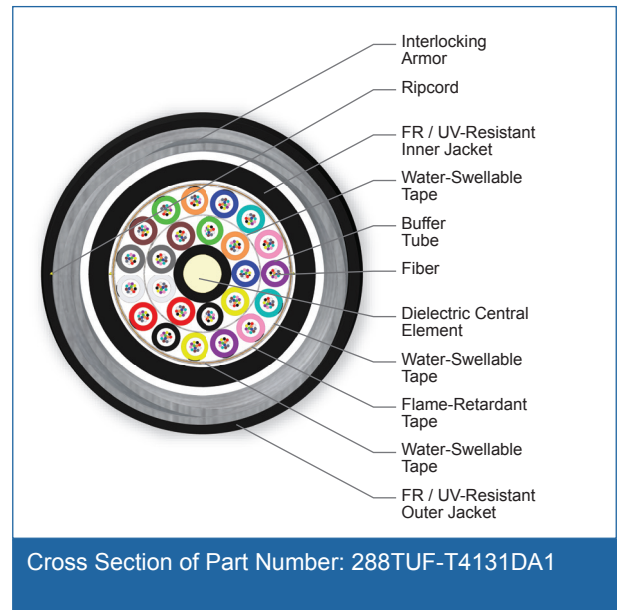 Interlocking
Armor
Ripcord
FR / UV-Resistant
Inner Jacket
Water-Swellable
Tape
Buffer
Tube
Fiber
Dielectric Central
Element
Water-Swellable
Tape
Flame-Retardant
Tape
Water-Swellable
Tape
FR / UV-Resistant
Outer Jacket
Cross Section of Part Number: 288TUF-T4131DA1